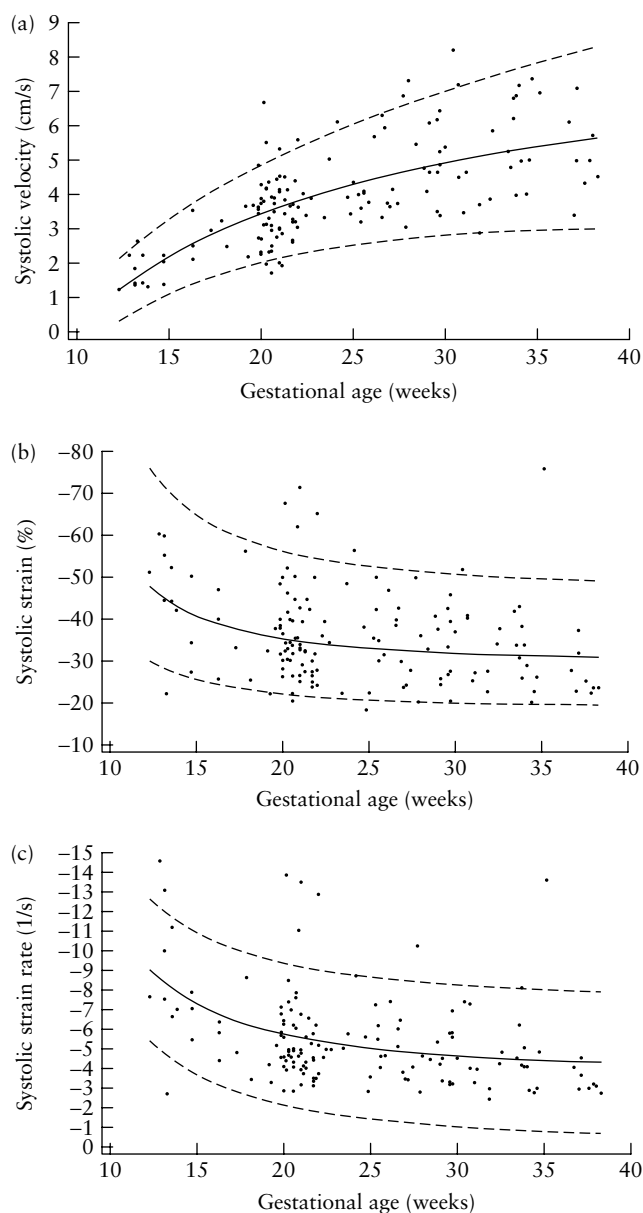 (a)
9
8
7
6
5
4
3
2
1
0
Systolic velocity (cm/s)
10 15 20 25 30 35 40
Gestational age (weeks)
(b)
−80
−70
−60
−50
−40
−30
−20
−10
Systolic strain (%)
10 15 20 25 30 35 40
Gestational age (weeks)
(c)
−15
−14
−13
−12
−11
−10
−9
−8
−7
−6
−5
−4
−3
−2
−1
0
Systolic strain rate (1/s)
10 15 20 25 30 35 40
Gestational age (weeks)